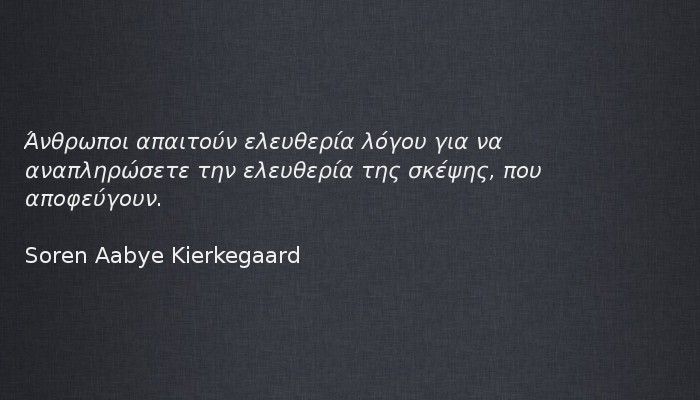 Άνθρωποι απαιτούν ελευθερία λόγου για να
αναπληρώσετε την ελευθερία της σκέψης, που
αποφεύγουν.
Soren Aabye Kierkegaard